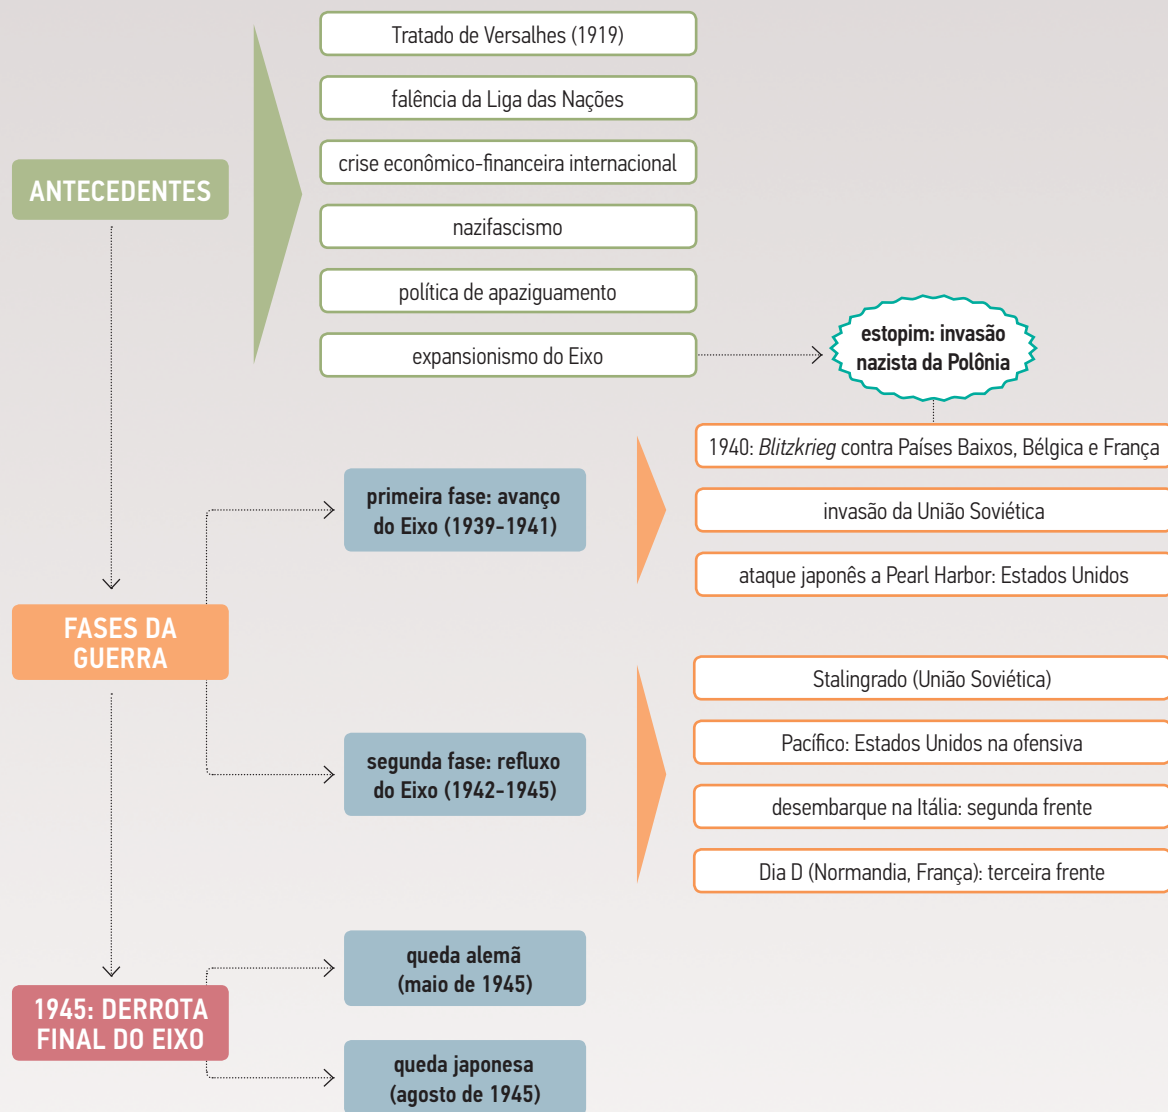 ANTECEDENTES
Tratado de Versalhes (1919)
falência da Liga das Nações
crise econômico-financeira internacional
nazifascismo
política de apaziguamento
expansionismo do Eixo
estopim: invasão
nazista da Polônia
FASES DA
GUERRA
primeira fase: avanço
do Eixo (1939-1941)
1940: Blitzkrieg contra Países Baixos, Bélgica e França
invasão da União Soviética
ataque japonês a Pearl Harbor: Estados Unidos
segunda fase: refluxo
do Eixo (1942-1945)
Stalingrado (União Soviética)
Pacífico: Estados Unidos na ofensiva
desembarque na Itália: segunda frente
Dia D (Normandia, França): terceira frente
1945: DERROTA
FINAL DO EIXO
queda alemã
(maio de 1945)
queda japonesa
(agosto de 1945)